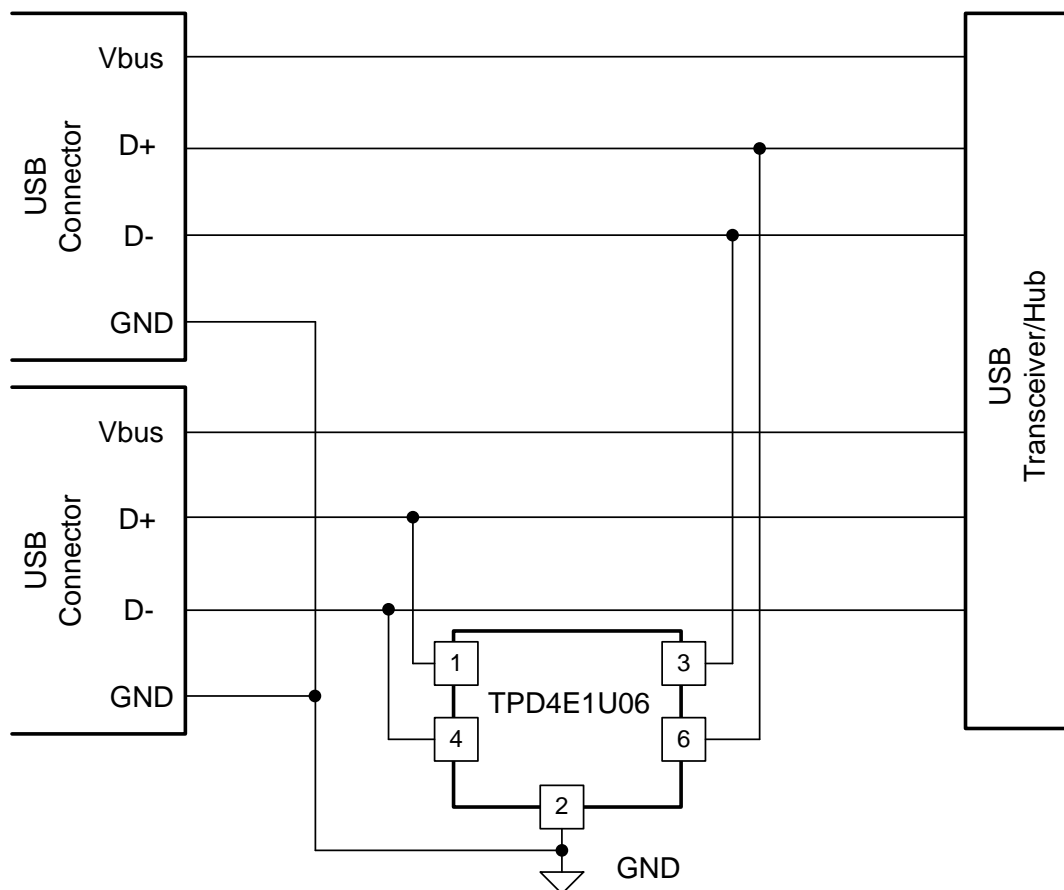 Vbus
D+
D-
GND
USB
Connector
Vbus
D+
D-
GND
USB
Connector
USB
Transceiver/Hub
1
3
TPD4E1U06
4
6
2
GND